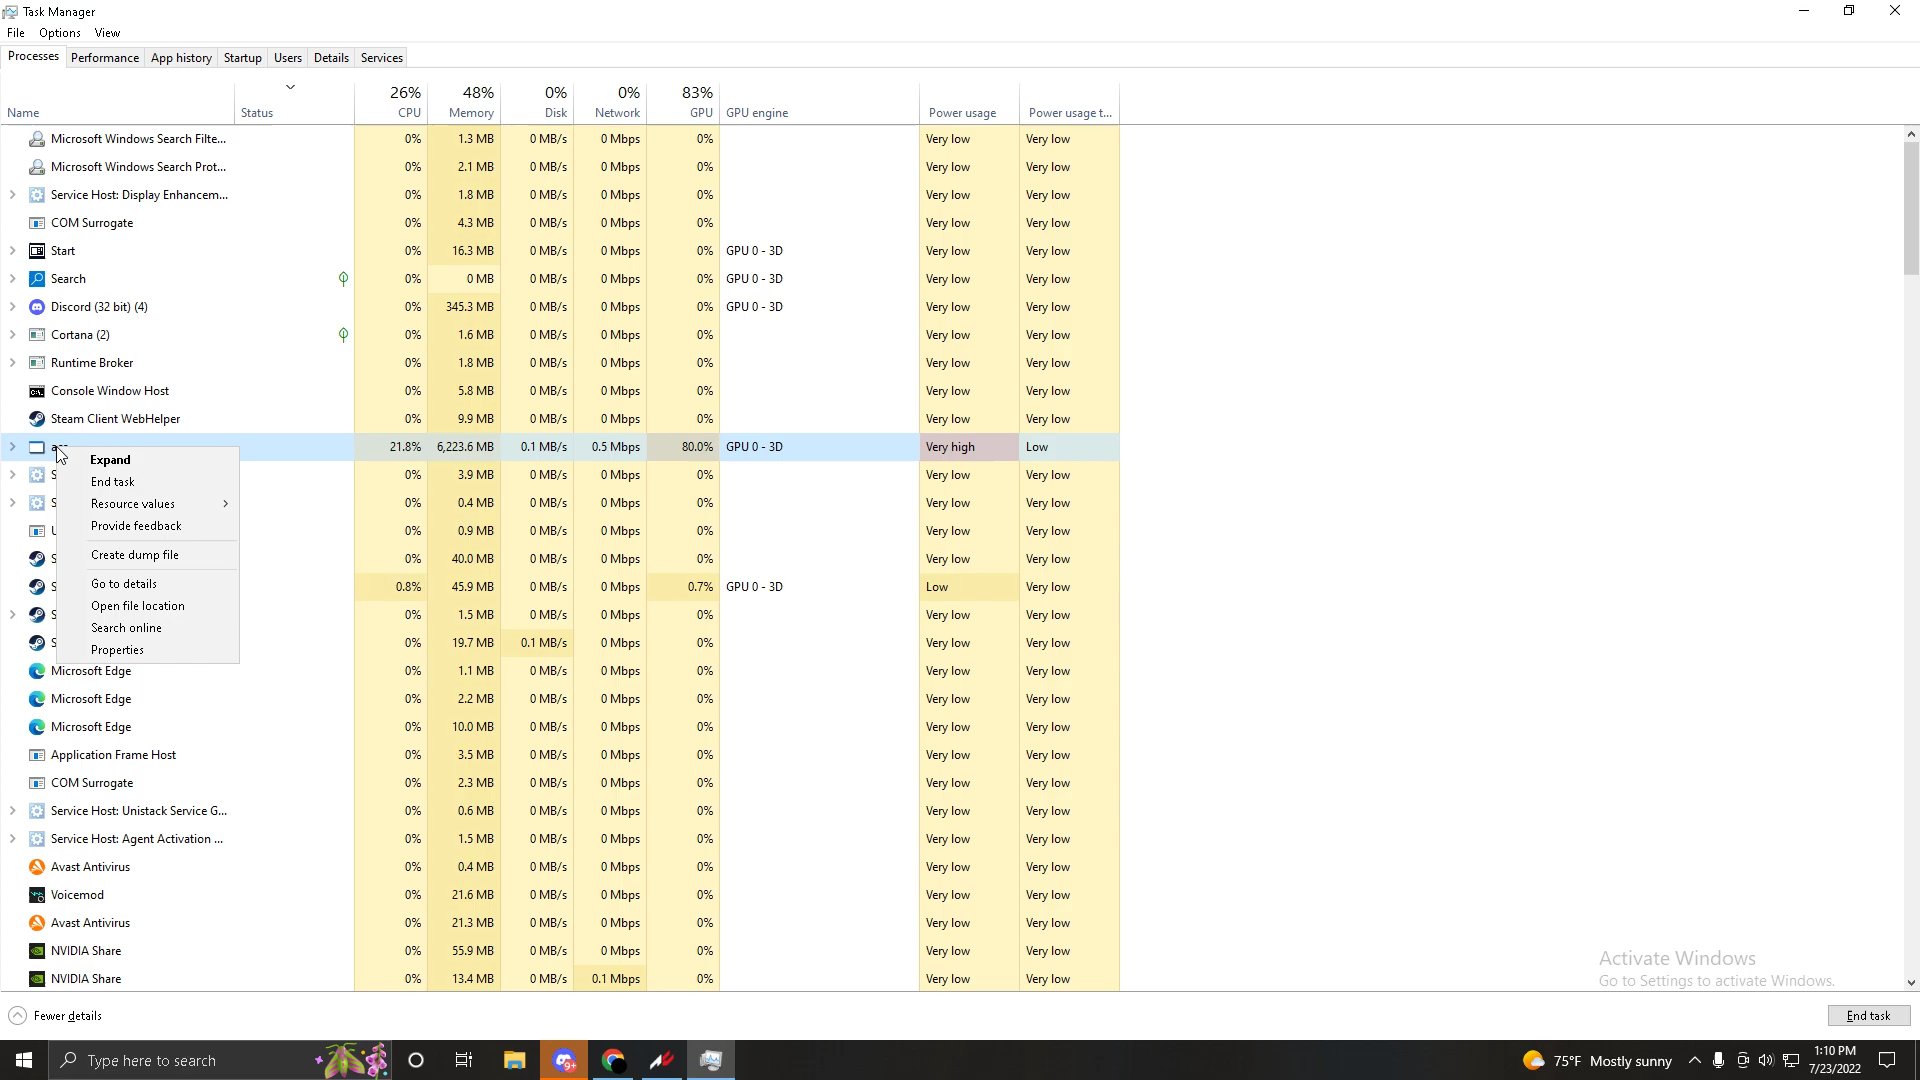 Task Manager
File Options View
Processes Performance App history Startup Users Details Services
26% 48% 0% 0% 83%
Name Status CPU Memory Disk Network GPU GPU engine Power usage Power usage t...
Microsoft Windows Search Filte... 0% 1.3 MB 0 MB/s 0 Mbps 0% Very low Very low
Microsoft Windows Search Prot... 0% 2.1 MB 0 MB/s 0 Mbps 0% Very low Very low
Service Host: Display Enhancem... 0% 1.8 MB 0 MB/s 0 Mbps 0% Very low Very low
COM Surrogate 0% 4.3 MB 0 MB/s 0 Mbps 0% Very low Very low
Start 0% 16.3 MB 0 MB/s 0 Mbps 0% GPU 0 - 3D Very low Very low
Search 0% 0 MB 0 MB/s 0 Mbps 0% GPU 0 - 3D Very low Very low
Discord (32 bit) (4) 0% 345.3 MB 0 MB/s 0 Mbps 0% GPU 0 - 3D Very low Very low
Cortana (2) 0% 1.6 MB 0 MB/s 0 Mbps 0% Very low Very low
Runtime Broker 0% 1.8 MB 0 MB/s 0 Mbps 0% Very low Very low
Console Window Host 0% 5.8 MB 0 MB/s 0 Mbps 0% Very low Very low
Steam Client WebHelper 0% 9.9 MB 0 MB/s 0 Mbps 0% Very low Very low
21.8% 6,223.6 MB 0.1 MB/s 0.5 Mbps 80.0% GPU 0 - 3D Very high Low
Expand
End task
Resource values
Provide feedback
Create dump file
Go to details
Open file location
Search online
Properties
0% 3.9 MB 0 MB/s 0 Mbps 0% Very low Very low
0% 0.4 MB 0 MB/s 0 Mbps 0% Very low Very low
0% 0.9 MB 0 MB/s 0 Mbps 0% Very low Very low
0% 40.0 MB 0 MB/s 0 Mbps 0% Very low Very low
0.8% 45.9 MB 0 MB/s 0 Mbps 0.7% GPU 0 - 3D Low Very low
0% 1.5 MB 0 MB/s 0 Mbps 0% Very low Very low
0% 19.7 MB 0.1 MB/s 0 Mbps 0% Very low Very low
Microsoft Edge 0% 1.1 MB 0 MB/s 0 Mbps 0% Very low Very low
Microsoft Edge 0% 2.2 MB 0 MB/s 0 Mbps 0% Very low Very low
Microsoft Edge 0% 10.0 MB 0 MB/s 0 Mbps 0% Very low Very low
Application Frame Host 0% 3.5 MB 0 MB/s 0 Mbps 0% Very low Very low
COM Surrogate 0% 2.3 MB 0 MB/s 0 Mbps 0% Very low Very low
Service Host: Unistack Service G... 0% 0.6 MB 0 MB/s 0 Mbps 0% Very low Very low
Service Host: Agent Activation ... 0% 1.5 MB 0 MB/s 0 Mbps 0% Very low Very low
Avast Antivirus 0% 0.4 MB 0 MB/s 0 Mbps 0% Very low Very low
Voicemod 0% 21.6 MB 0 MB/s 0 Mbps 0% Very low Very low
Avast Antivirus 0% 21.3 MB 0 MB/s 0 Mbps 0% Very low Very low
NVIDIA Share 0% 55.9 MB 0 MB/s 0 Mbps 0% Very low Very low
NVIDIA Share 0% 13.4 MB 0 MB/s 0.1 Mbps 0% Very low Very low
Activate Windows
Go to Settings to activate Windows.
Fewer details End task
Type here to search 9+ 75°F Mostly sunny 1:10 PM
7/23/2022